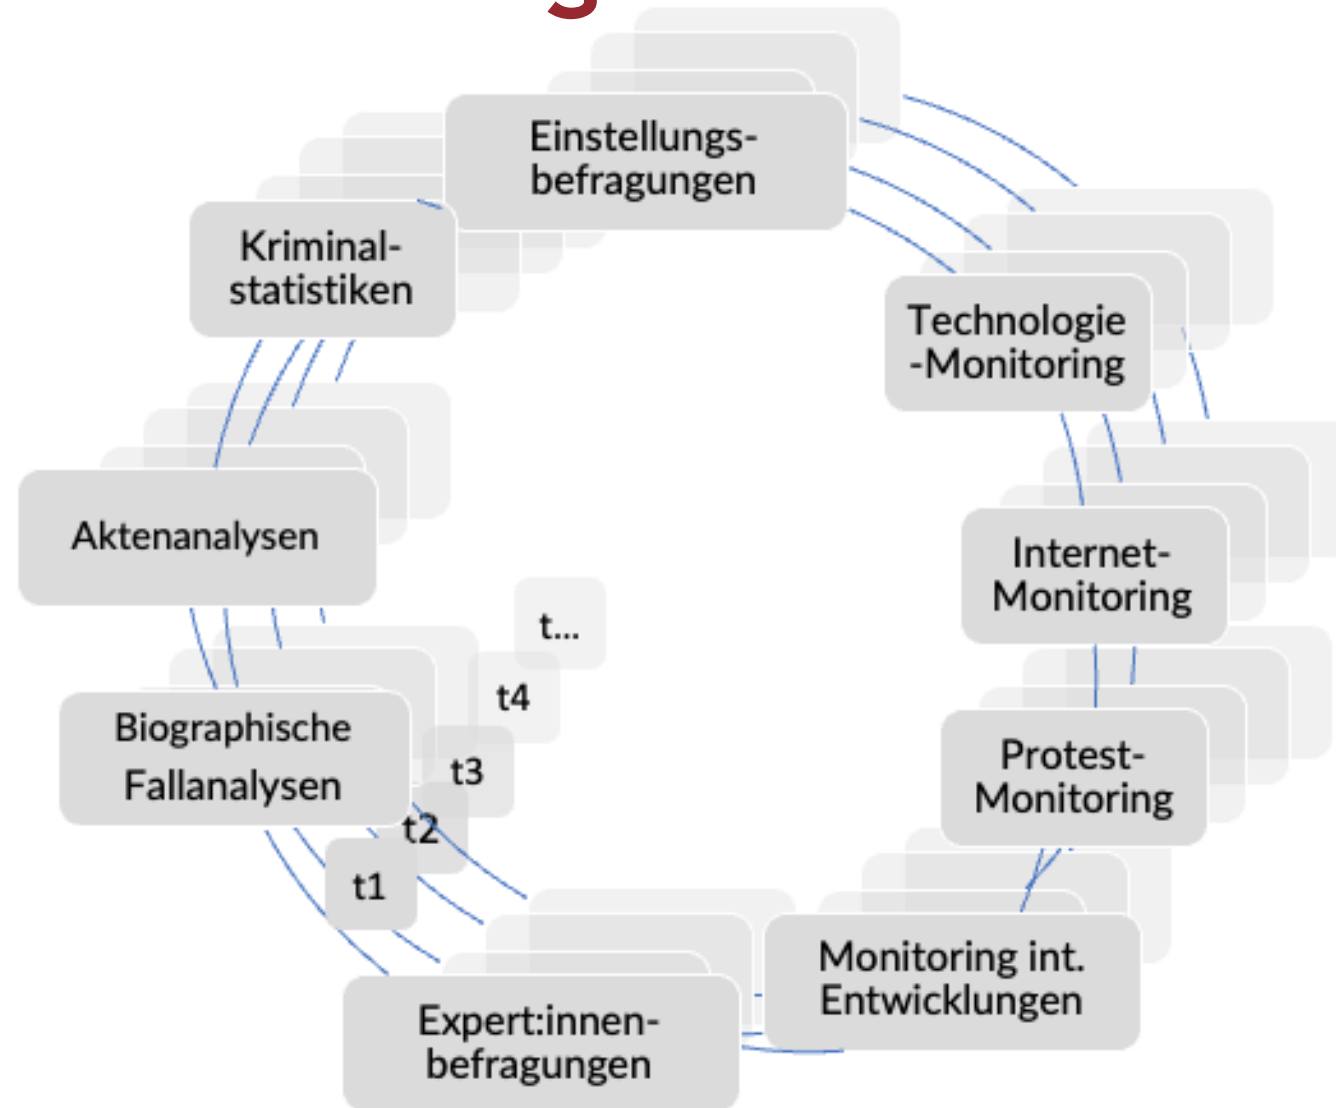 Einstellungs-
befragungen
Kriminal-
statistiken
Technologie
-Monitoring
Aktenanalysen
Internet-
Monitoring
t...
t4
Biographische
Fallanalysen
t3
Protest-
Monitoring
t2
t1
Monitoring int.
Entwicklungen
Expert:innen-
befragungen